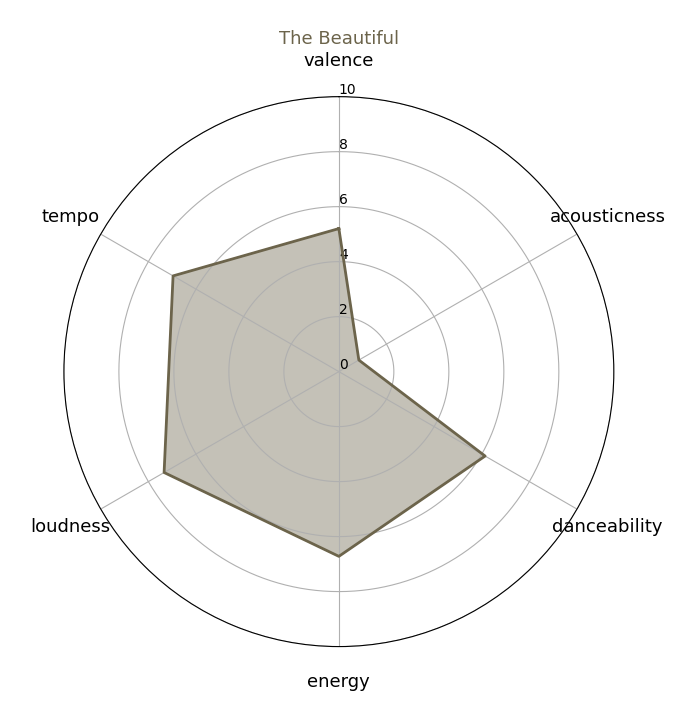 The Beautiful
valence
10
8
6
4
2
0
tempo
acousticness
loudness
danceability
energy